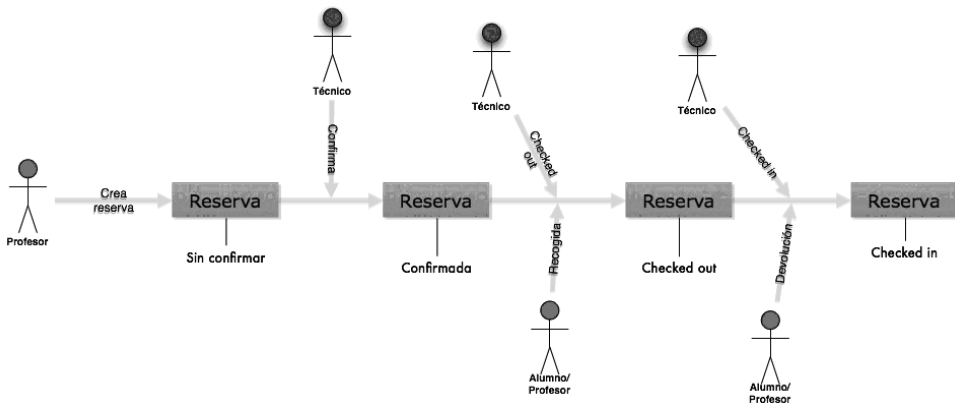 Técnico
Técnico
Técnico
Confirma
Checked
out
Checked in
Profesor
Crea
reserva
Reserva
Reserva
Reserva
Reserva
Sin confirmar
Confirmada
Checked out
Checked in
Recogida
Devolución
Alumno/
Profesor
Alumno/
Profesor